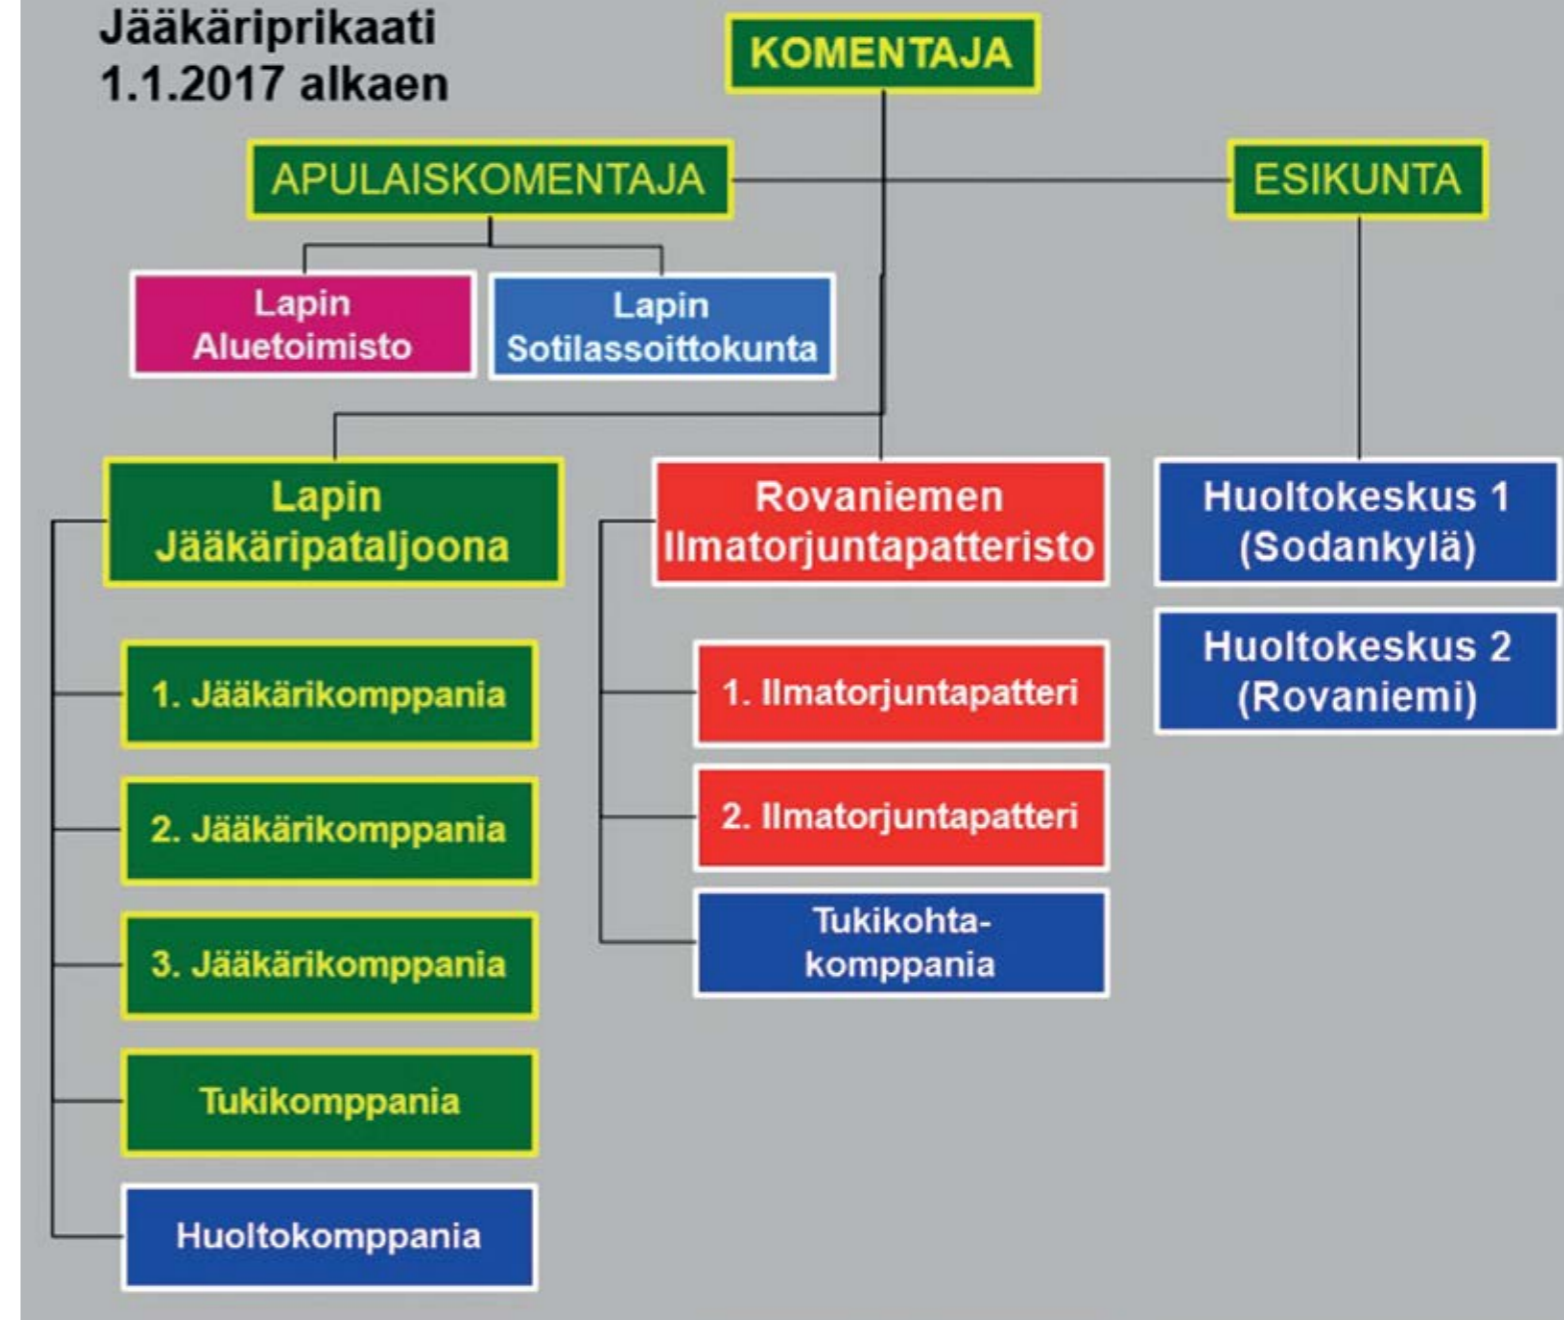 Jääkäriprikaati
1.1.2017 alkaen
KOMENTAJA
APULAISKOMENTAJA
ESIKUNTA
Lapin
Aluetoimisto
Lapin
Sotilassoittokunta
Lapin
Jääkäripataljoona
1. Jääkärikomppania
2. Jääkärikomppania
3. Jääkärikomppania
Tukikomppania
Huoltokomppania
Rovaniemen
Ilmatorjuntapatteristo
1. Ilmatorjuntapatteri
2. Ilmatorjuntapatteri
Tukikohta-
komppania
Huoltokeskus 1
(Sodankylä)
Huoltokeskus 2
(Rovaniemi)